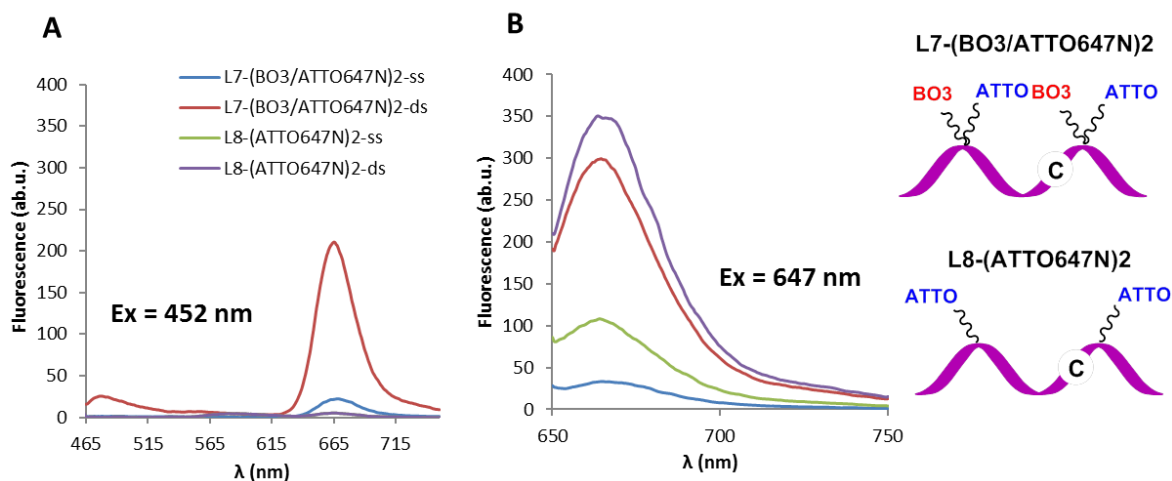 A
Fluorescence (ab.u.)
400
350
300
250
200
150
100
50
0
465 515 565 615 665 715
λ (nm)
Ex = 452 nm
L7-(BO3/ATTO647N)2-ss
L7-(BO3/ATTO647N)2-ds
L8-(ATTO647N)2-ss
L8-(ATTO647N)2-ds
B
Fluorescence (ab.u.)
400
350
300
250
200
150
100
50
0
650 700 750
λ (nm)
Ex = 647 nm
L7-(BO3/ATTO647N)2
BO3 ATTO BO3 ATTO
C
L8-(ATTO647N)2
ATTO ATTO
C